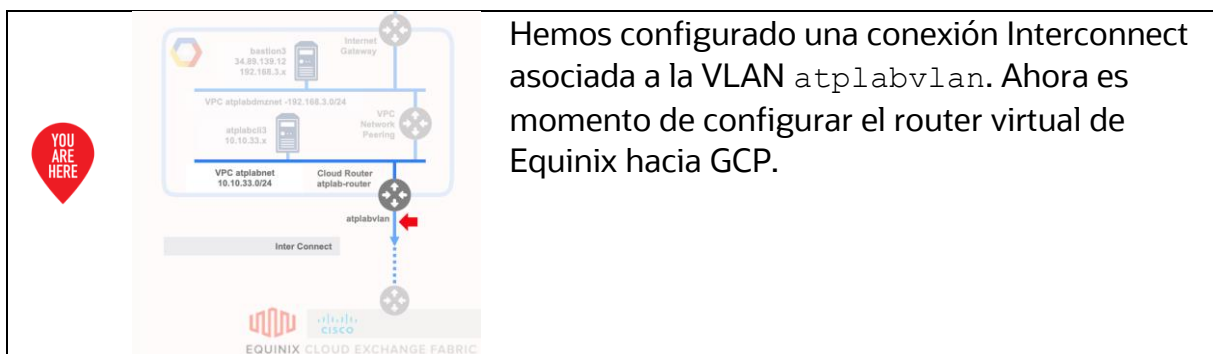 YOU
ARE
HERE
bastion3
34.89.139.12
192.168.3.x
Internet
Gateway
VPC atplabdmznet -192.168.3.0/24
atplabcli3
10.10.33.x
VPC
Network
Peering
VPC atplabnet
10.10.33.0/24
Cloud Router
atplab-router
atplabvlan
Inter Connect
CISCO
EQUINIX CLOUD EXCHANGE FABRIC
Hemos configurado una conexión Interconnect
asociada a la VLAN atplabvlan. Ahora es
momento de configurar el router virtual de
Equinix hacia GCP.